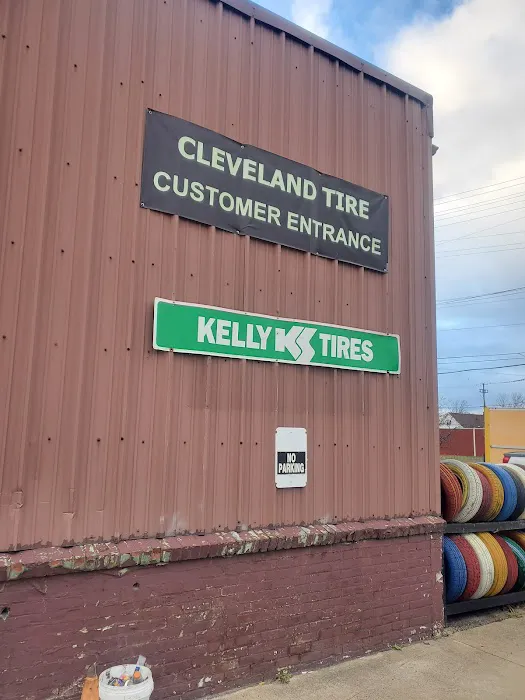 CLEVELAND TIRE
CUSTOMER ENTRANCE
KELLY TIRES
NO
PARKING